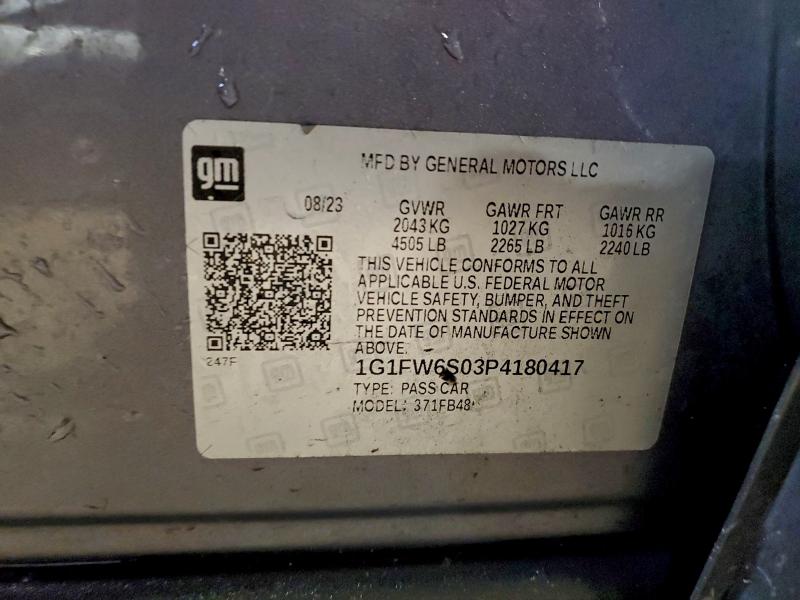 gm
MFD BY GENERAL MOTORS LLC
08/23 GVWR GAWR FRT GAWR RR
2043 KG 1027 KG 1016 KG
4505 LB 2265 LB 2240 LB
THIS VEHICLE CONFORMS TO ALL
APPLICABLE U.S. FEDERAL MOTOR
VEHICLE SAFETY, BUMPER, AND THEFT
PREVENTION STANDARDS IN EFFECT ON
THE DATE OF MANUFACTURE SHOWN
ABOVE.
247F
1G1FW6S03P4180417
TYPE: PASS CAR
MODEL: 371FB48